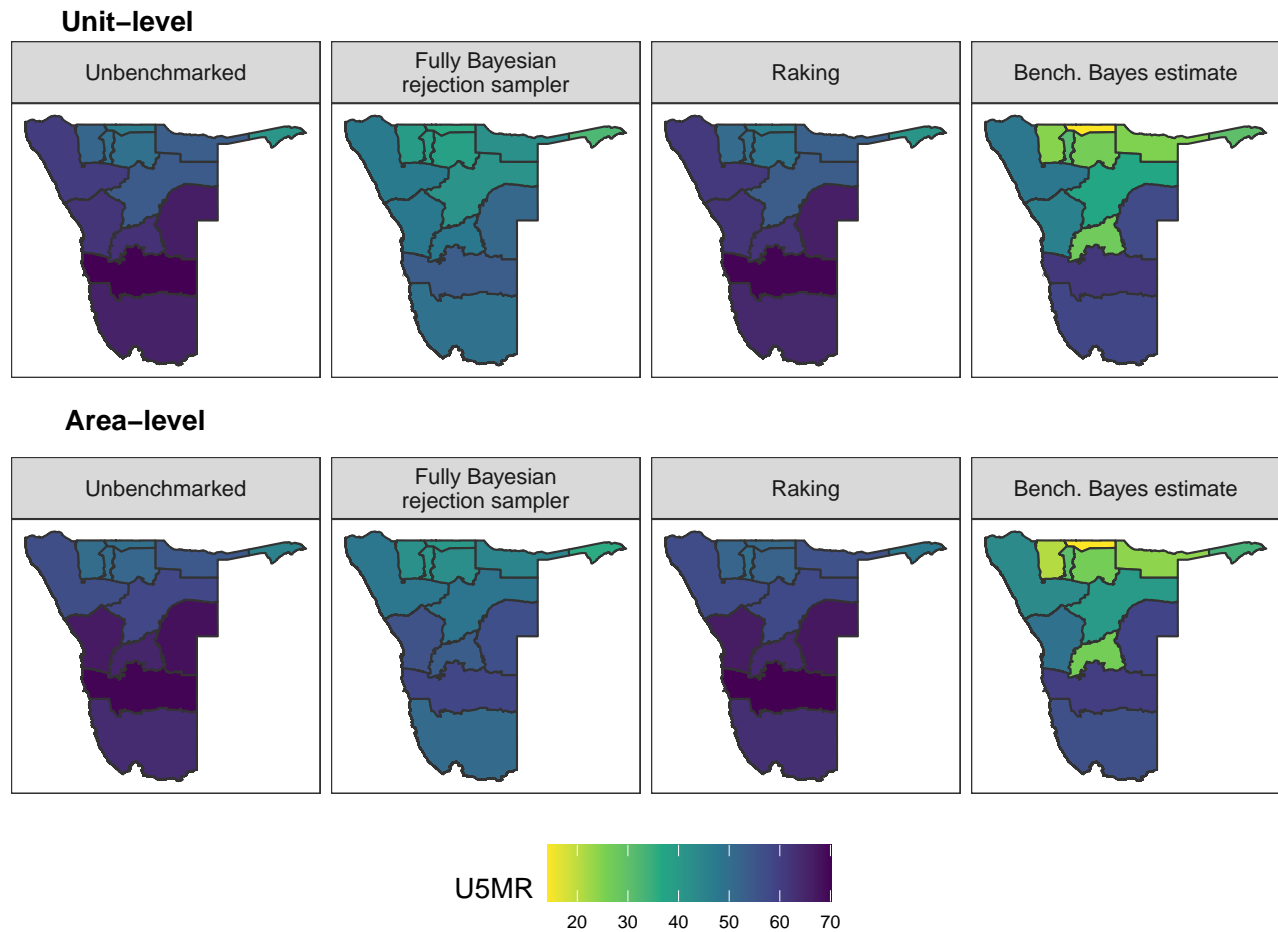 Unit−level
Unbenchmarked
Fully Bayesian
rejection sampler
Raking
Bench. Bayes estimate
Area−level
Unbenchmarked
Fully Bayesian
rejection sampler
Raking
Bench. Bayes estimate
U5MR
20 30 40 50 60 70